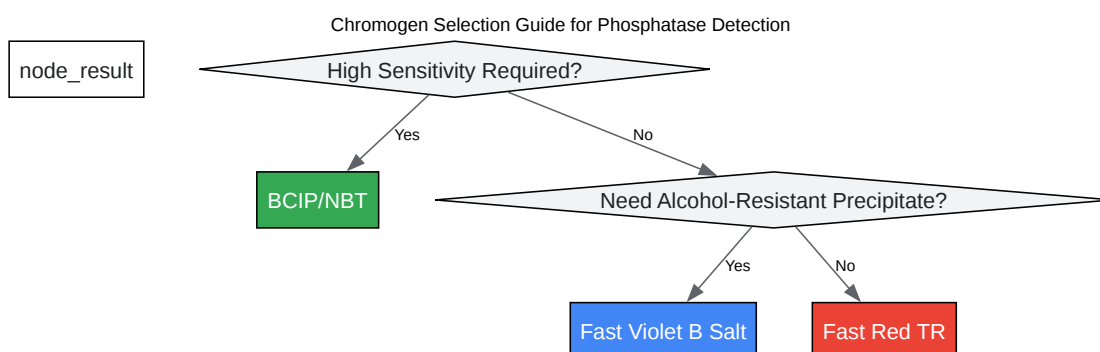 Chromogen Selection Guide for Phosphatase Detection
node_result
High Sensitivity Required?
Yes
No
BCIP/NBT
Need Alcohol-Resistant Precipitate?
Yes
No
Fast Violet B Salt
Fast Red TR